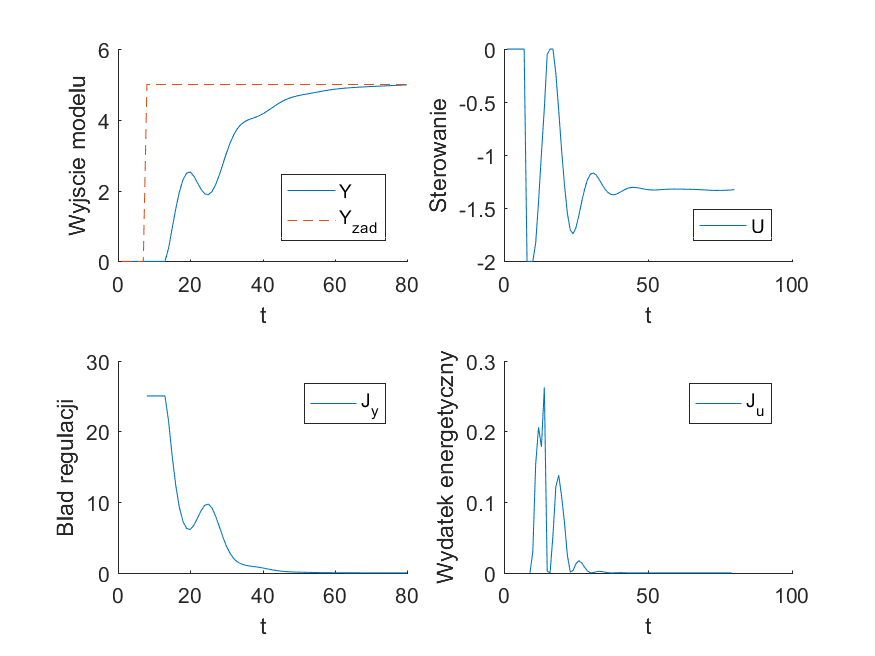 Wyjscie modelu
6
4
2
0
0
20
40
60
80
t
Y
Y_zad
Sterowanie
0
-0.5
-1
-1.5
-2
0
50
100
t
U
Blad regulacji
30
20
10
0
0
20
40
60
80
t
J_y
Wydatek energetyczny
0.3
0.2
0.1
0
0
50
100
t
J_u